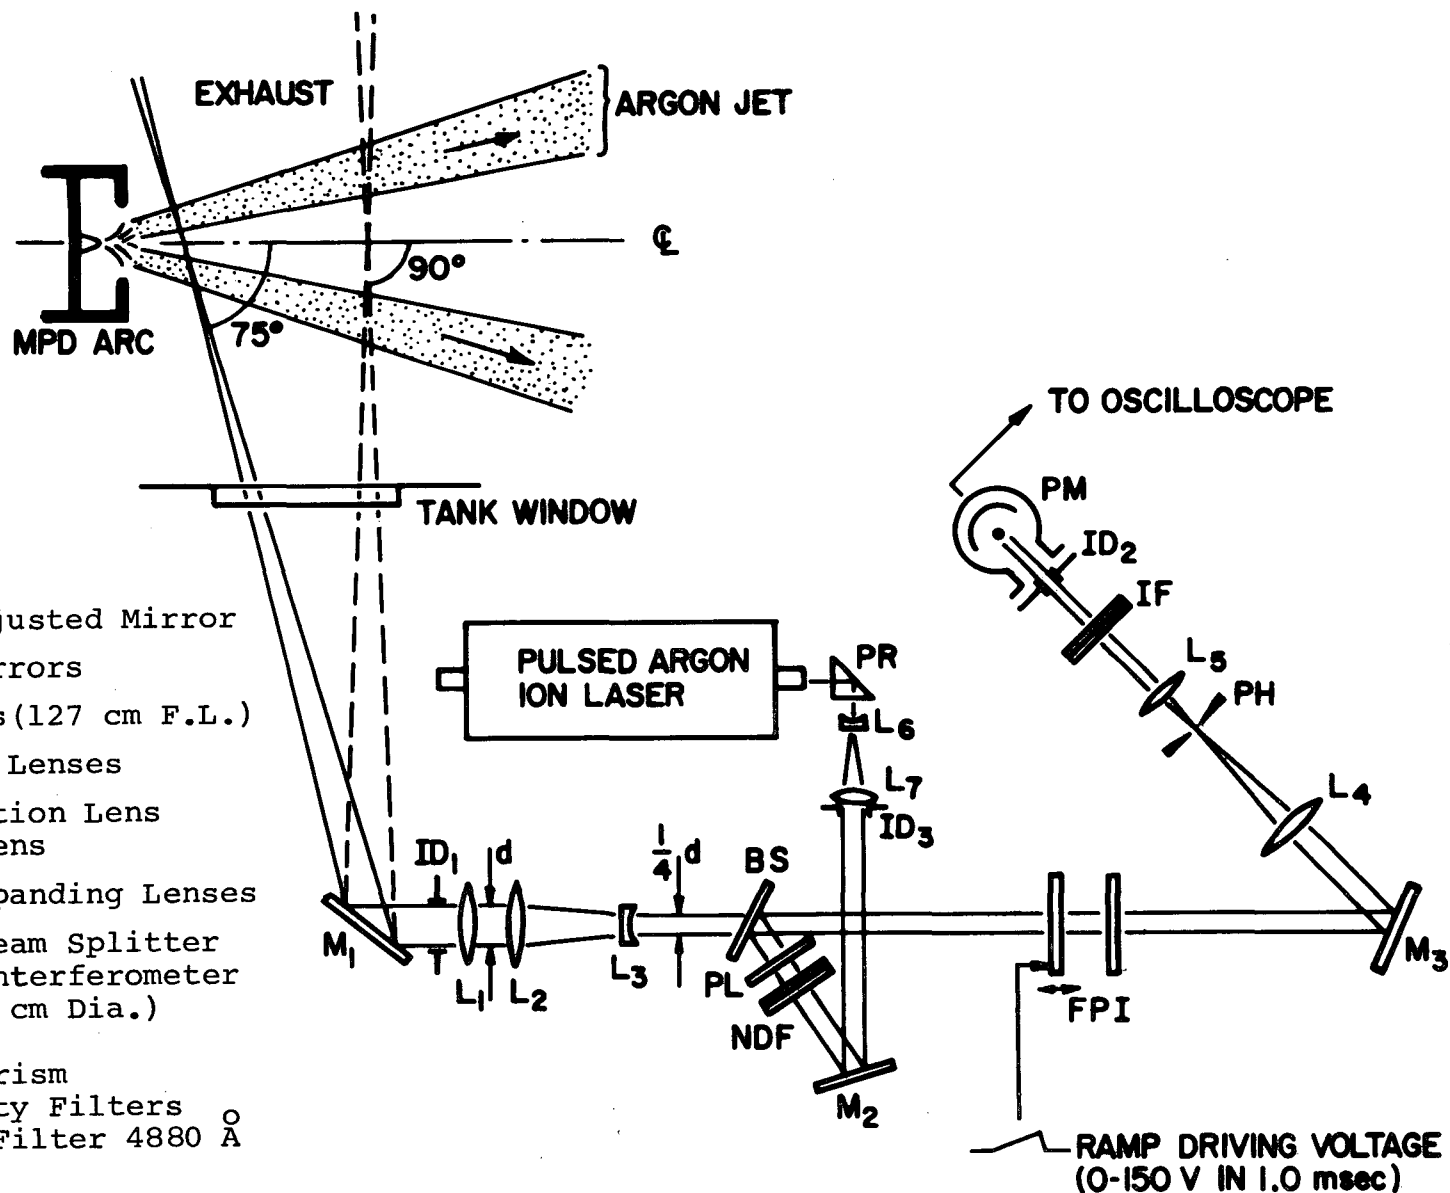 EXHAUST
ARGON JET
℄
90°
75°
MPD ARC
TO OSCILLOSCOPE
TANK WINDOW
PM
ID2
IF
L5
PH
L4
justed Mirror
rrors
s(127 cm F.L.)
Lenses
tion Lens
ens
panding Lenses
eam Splitter
nterferometer
cm Dia.)
rism
ty Filters
Filter 4880 Å
PULSED ARGON
ION LASER
PR
L6
L7
ID3
ID1
d
1/4 d
BS
M1
L1
L2
L3
PL
NDF
M2
FPI
M3
RAMP DRIVING VOLTAGE
(0-150 V IN 1.0 msec)